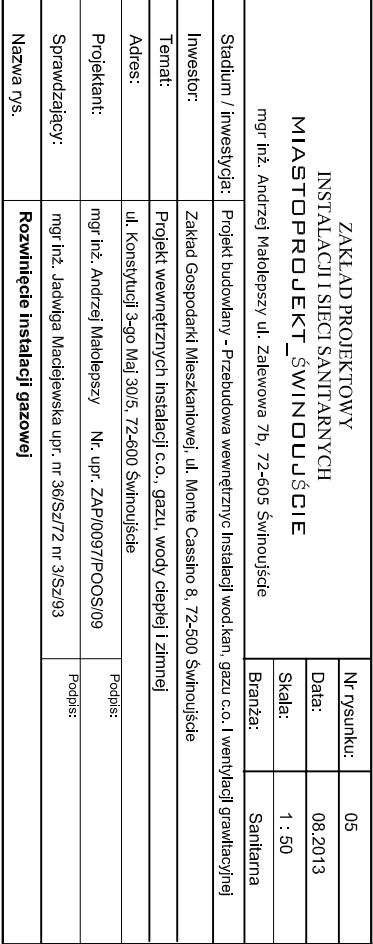 ZAKŁAD PROJEKTOWY
INSTALACJI I SIECI SANITARNYCH
MIASTOPROJEKT_ŚWINOUJŚCIE
mgr inż. Andrzej Małolepszy ul. Zalewowa 7b, 72-605 Świnoujście
Nr rysunku: 05
Data: 08.2013
Skala: 1 : 50
Branża: Sanitarna
Stadium / inwestycja: Projekt budowlany - Przebudowa wewnętrznyc Instalacji wod.kan, gazu c.o. I wentylacji grawitacyjnej
Inwestor: Zakład Gospodarki Mieszkaniowej, ul. Monte Cassino 8, 72-500 Świnoujście
Temat: Projekt wewnętrznych instalacji c.o., gazu, wody ciepłej i zimnej
Adres: ul. Konstytucji 3-go Maj 30/5, 72-600 Świnoujście
Projektant: mgr inż. Andrzej Małolepszy Nr. upr. ZAP/0097/POOS/09 Podpis:
Sprawdzający: mgr inż. Jadwiga Maciejewska upr. nr 36/Sz/72 nr 3/Sz/93 Podpis:
Nazwa rys. Rozwinięcie instalacji gazowej